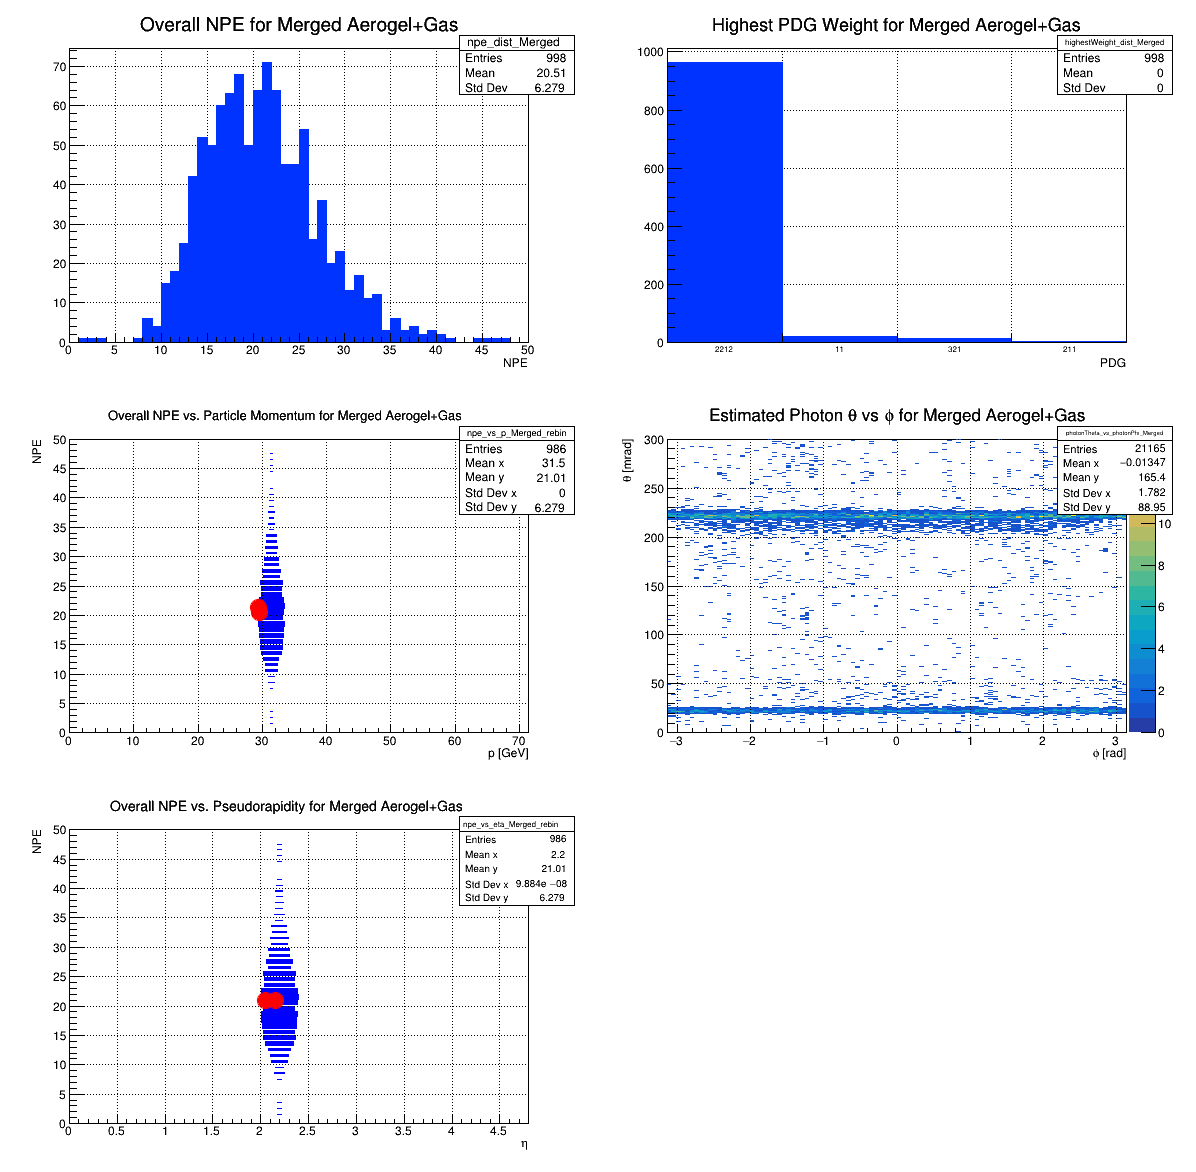 Overall NPE for Merged Aerogel+Gas
npe_dist_Merged
Entries 998
Mean 20.51
Std Dev 6.279
70
60
50
40
30
20
10
0
0 5 10 15 20 25 30 35 40 45 50
NPE
Highest PDG Weight for Merged Aerogel+Gas
highestWeight_dist_Merged
Entries 998
Mean 0
Std Dev 0
1000
800
600
400
200
0
2212 11 321 211
PDG
Overall NPE vs. Particle Momentum for Merged Aerogel+Gas
npe_vs_p_Merged_rebin
Entries 986
Mean x 31.5
Mean y 21.01
Std Dev x 0
Std Dev y 6.279
NPE
50
45
40
35
30
25
20
15
10
5
0
0 10 20 30 40 50 60 70
p [GeV]
Estimated Photon θ vs ϕ for Merged Aerogel+Gas
photonTheta_vs_photonPhi_Merged
Entries 21165
Mean x −0.01347
Mean y 165.4
Std Dev x 1.782
Std Dev y 88.95
θ [mrad]
300
250
200
150
100
50
0
−3 −2 −1 0 1 2 3
ϕ [rad]
10
8
6
4
2
0
Overall NPE vs. Pseudorapidity for Merged Aerogel+Gas
npe_vs_eta_Merged_rebin
Entries 986
Mean x 2.2
Mean y 21.01
Std Dev x 9.884e −08
Std Dev y 6.279
NPE
50
45
40
35
30
25
20
15
10
5
0
0 0.5 1 1.5 2 2.5 3 3.5 4 4.5
η